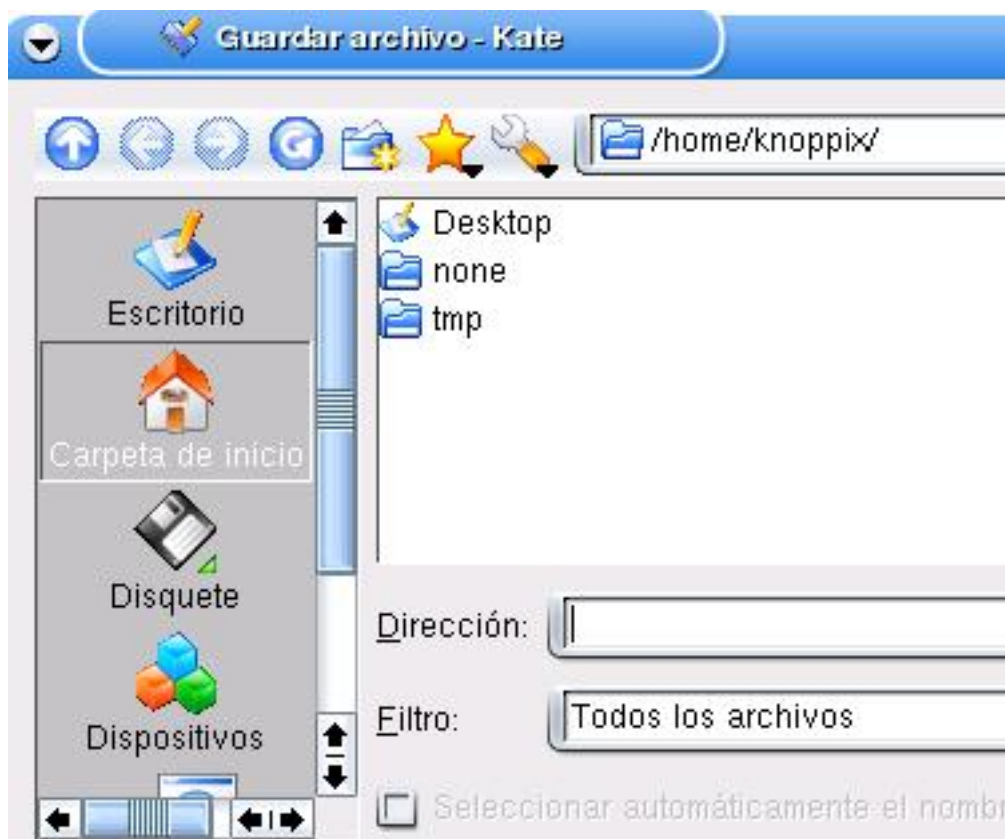 Guardar archivo - Kate
/home/knoppix/
Escritorio
Carpeta de inicio
Disquete
Dispositivos
Desktop
none
tmp
Dirección:
Filtro: Todos los archivos
Seleccionar automáticamente el